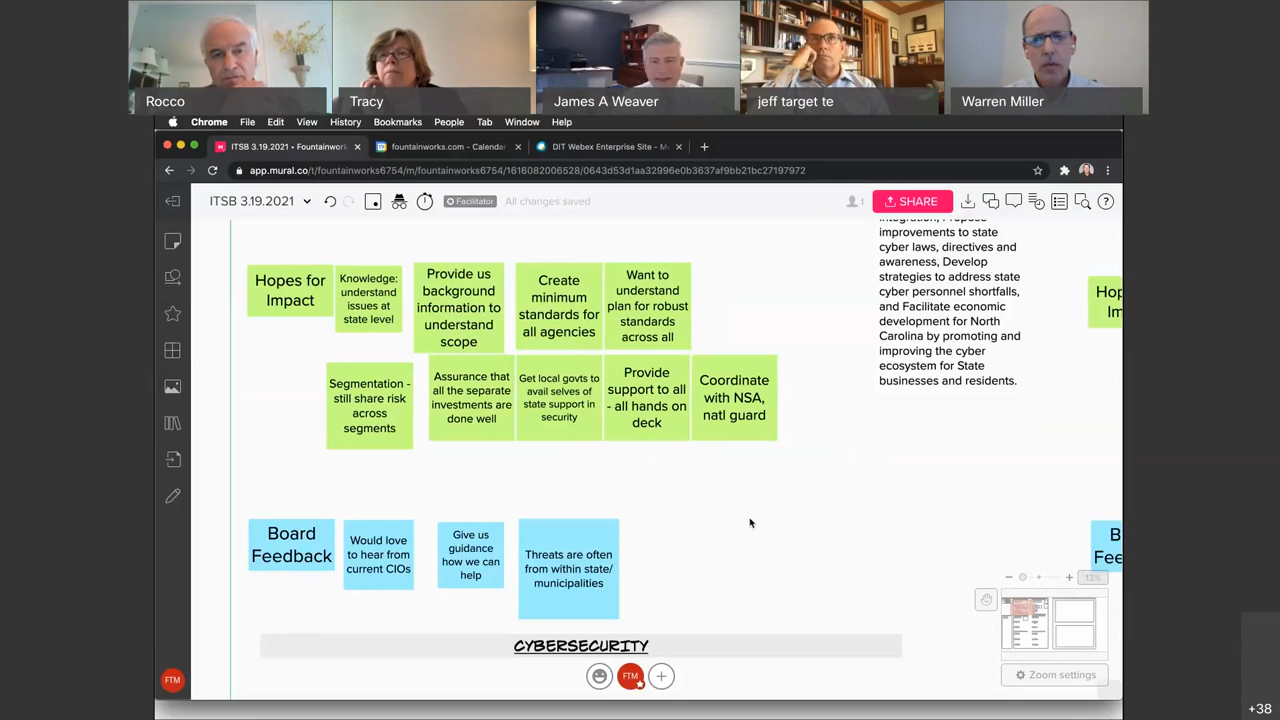 Rocco
Tracy
James A Weaver
jeff target te
Warren Miller
Chrome File Edit View History Bookmarks People Tab Window Help
ITSB 3.19.2021 • Fountainwork
fountainworks.com - Calendar
DIT Webex Enterprise Site - M
app.mural.co/t/fountainworks6754/m/fountainworks6754/1616082006528/0643d53d1aa32996e0b3637af9bb21bc27197972
ITSB 3.19.2021
Facilitator
All changes saved
1
SHARE
Hopes for
Impact
Knowledge:
understand
issues at
state level
Provide us
background
information to
understand
scope
Create
minimum
standards for
all agencies
Want to
understand
plan for robust
standards
across all
Segmentation -
still share risk
across
segments
Assurance that
all the separate
investments are
done well
Get local govts to
avail selves of
state support in
security
Provide
support to all
- all hands on
deck
Coordinate
with NSA,
natl guard
integration, Propose
improvements to state
cyber laws, directives and
awareness, Develop
strategies to address state
cyber personnel shortfalls,
and Facilitate economic
development for North
Carolina by promoting and
improving the cyber
ecosystem for State
businesses and residents.
Hop
Im
Board
Feedback
Would love
to hear from
current CIOs
Give us
guidance
how we can
help
Threats are often
from within state/
municipalities
B
Fee
13%
CYBERSECURITY
Zoom settings
FTM
FTM
+38